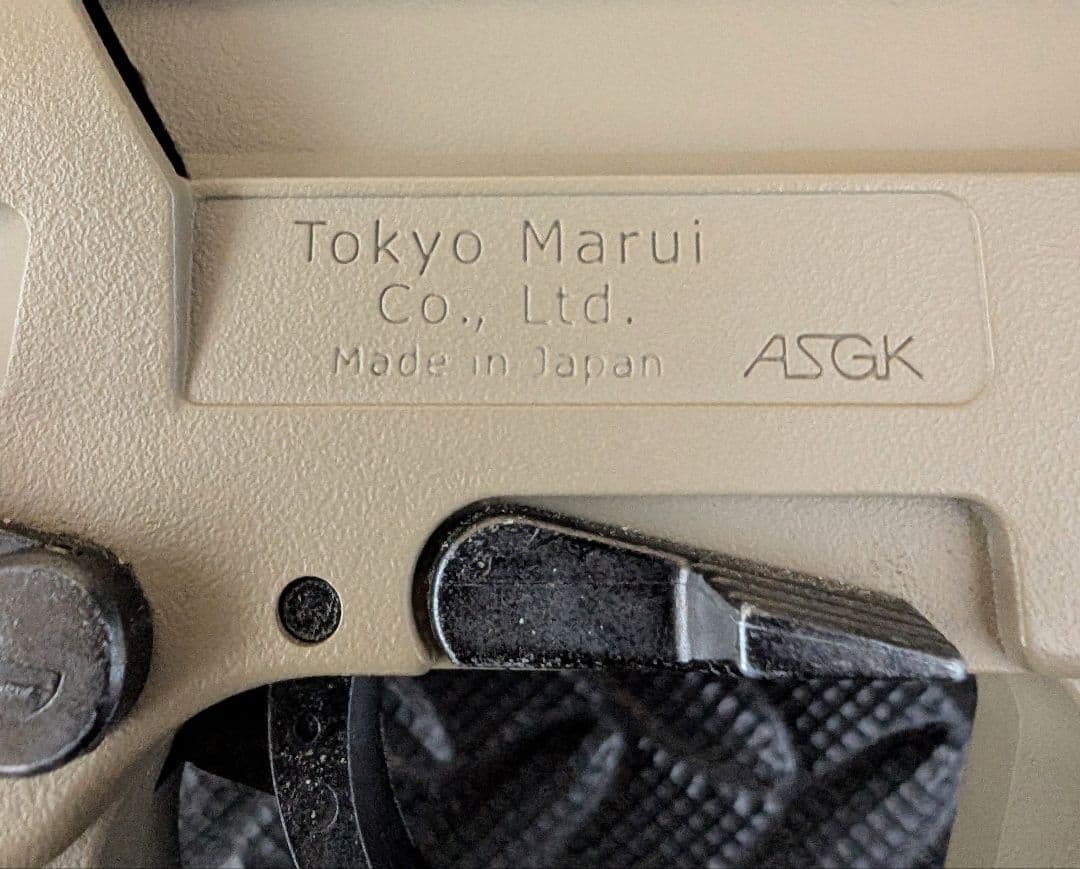 Tokyo Marui
Co., Ltd.
Made in Japan
ASGK